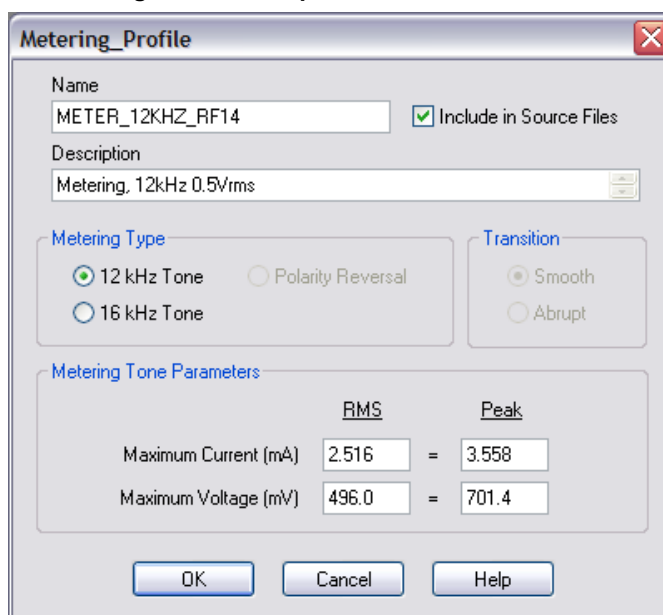 Metering_Profile
Name
METER_12KHZ_RF14
Include in Source Files
Description
Metering, 12kHz 0.5Vrms
Metering Type
12 kHz Tone
Polarity Reversal
16 kHz Tone
Transition
Smooth
Abrupt
Metering Tone Parameters
RMS Peak
Maximum Current (mA) 2.516 = 3.558
Maximum Voltage (mV) 496.0 = 701.4
OK Cancel Help